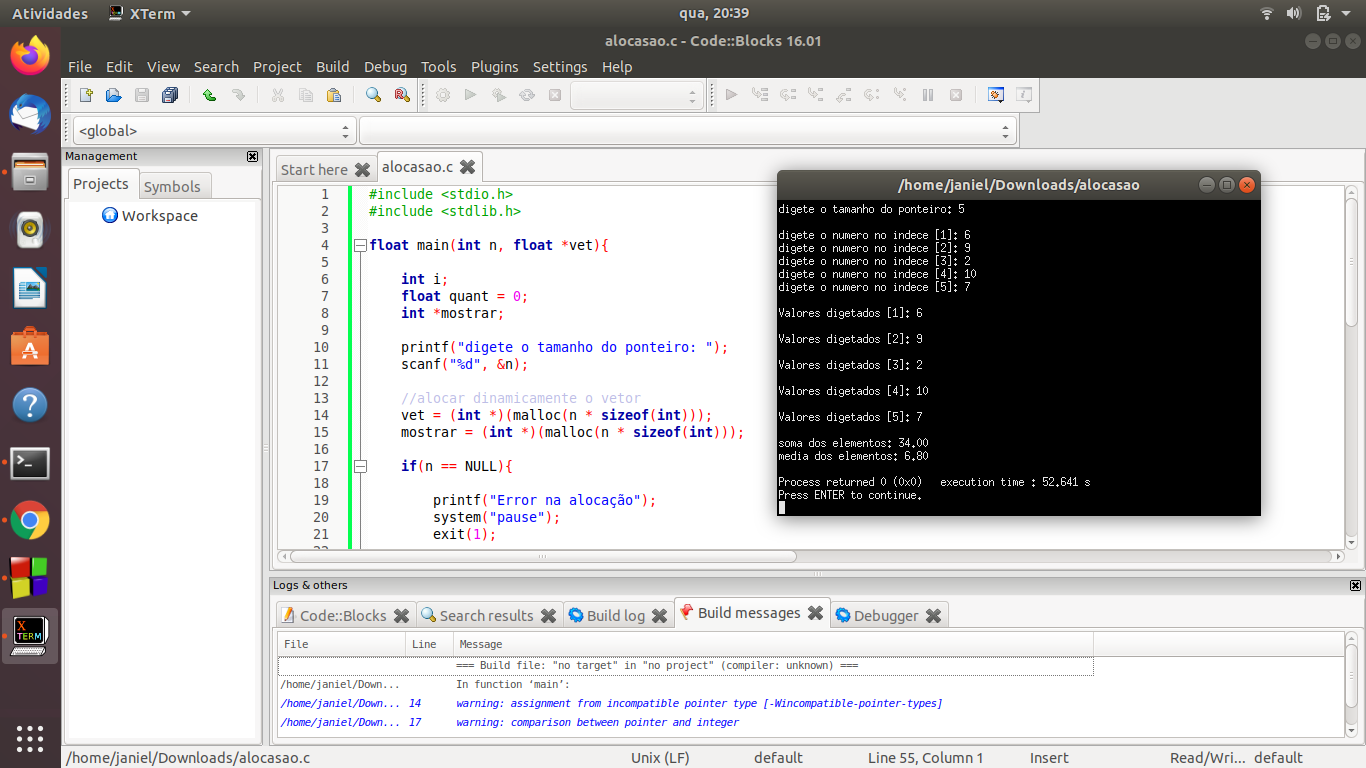 Atividades XTerm qua, 20:39
alocasao.c - Code::Blocks 16.01
File Edit View Search Project Build Debug Tools Plugins Settings Help
<global>
Management
Projects Symbols
Workspace
Start here alocasao.c
1 #include <stdio.h>
2 #include <stdlib.h>
3
4 float main(int n, float *vet){
5
6 int i;
7 float quant = 0;
8 int *mostrar;
9
10 printf("digete o tamanho do ponteiro: ");
11 scanf("%d", &n);
12
13 //alocar dinamicamente o vetor
14 vet = (int *)(malloc(n * sizeof(int)));
15 mostrar = (int *)(malloc(n * sizeof(int)));
16
17 if(n == NULL){
18
19 printf("Error na alocação");
20 system("pause");
21 exit(1);
/home/janiel/Downloads/alocasao
digete o tamanho do ponteiro: 5
digete o numero no indece [1]: 6
digete o numero no indece [2]: 9
digete o numero no indece [3]: 2
digete o numero no indece [4]: 10
digete o numero no indece [5]: 7
Valores digetados [1]: 6
Valores digetados [2]: 9
Valores digetados [3]: 2
Valores digetados [4]: 10
Valores digetados [5]: 7
soma dos elementos: 34.00
media dos elementos: 6.80
Process returned 0 (0x0) execution time : 52.641 s
Press ENTER to continue.
Logs & others
Code::Blocks Search results Build log Build messages Debugger
File Line Message
=== Build file: "no target" in "no project" (compiler: unknown) ===
/home/janiel/Down... In function ‘main’:
/home/janiel/Down... 14 warning: assignment from incompatible pointer type [-Wincompatible-pointer-types]
/home/janiel/Down... 17 warning: comparison between pointer and integer
X
TERM
/home/janiel/Downloads/alocasao.c Unix (LF) default Line 55, Column 1 Insert Read/Wri... default